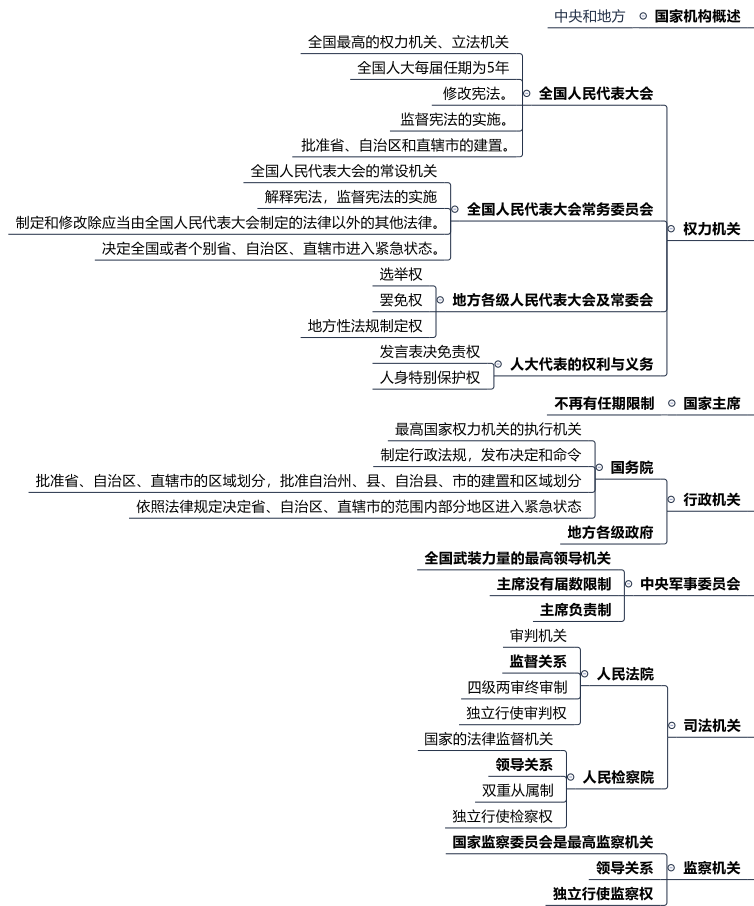 中央和地方 国家机构概述
全国最高的权力机关、立法机关
全国人大每届任期为5年
修改宪法。
全国人民代表大会
监督宪法的实施。
批准省、自治区和直辖市的建置。
全国人民代表大会的常设机关
解释宪法，监督宪法的实施
全国人民代表大会常务委员会
制定和修改除应当由全国人民代表大会制定的法律以外的其他法律。
权力机关
决定全国或者个别省、自治区、直辖市进入紧急状态。
选举权
罢免权
地方各级人民代表大会及常委会
地方性法规制定权
发言表决免责权
人大代表的权利与义务
人身特别保护权
不再有任期限制 国家主席
最高国家权力机关的执行机关
制定行政法规，发布决定和命令
国务院
批准省、自治区、直辖市的区域划分，批准自治州、县、自治县、市的建置和区域划分
行政机关
依照法律规定决定省、自治区、直辖市的范围内部分地区进入紧急状态
地方各级政府
全国武装力量的最高领导机关
主席没有届数限制
中央军事委员会
主席负责制
审判机关
监督关系
人民法院
四级两审终审制
独立行使审判权
司法机关
国家的法律监督机关
领导关系
人民检察院
双重从属制
独立行使检察权
国家监察委员会是最高监察机关
领导关系
监察机关
独立行使监察权